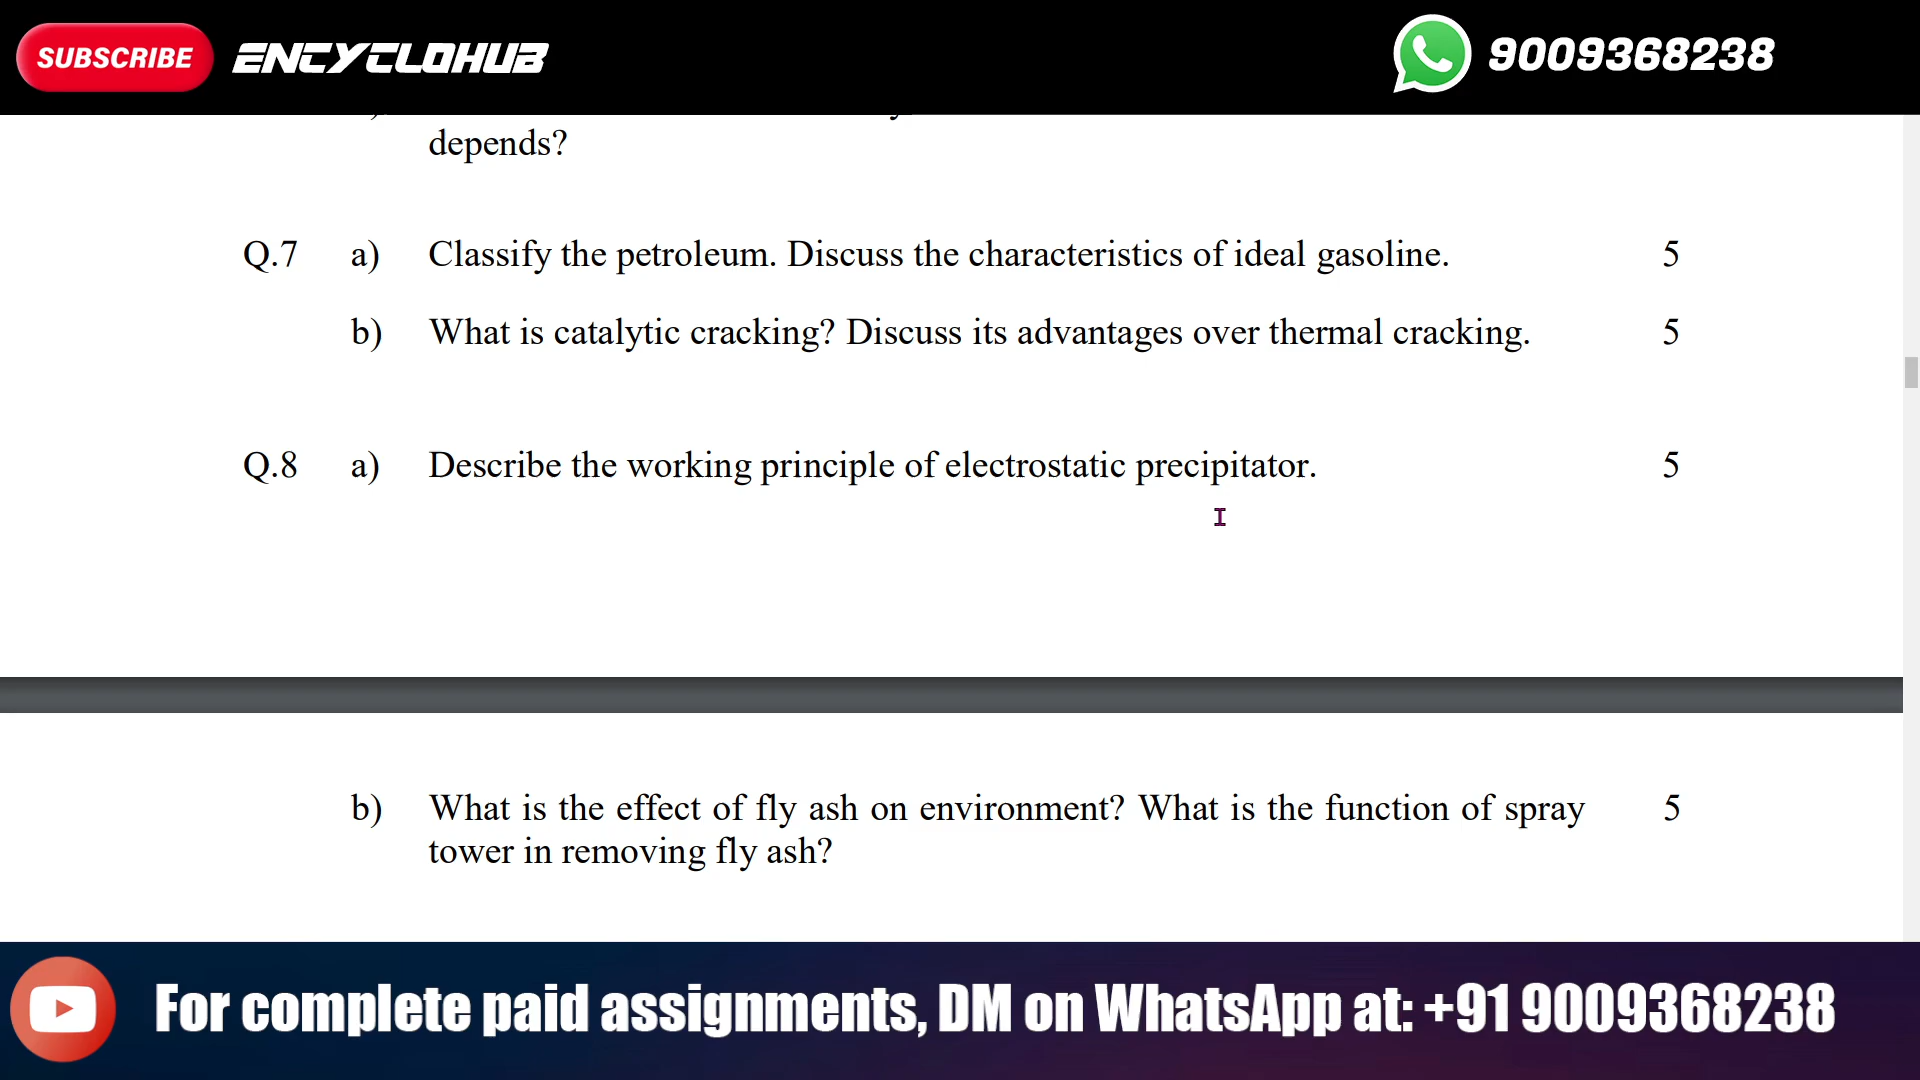 SUBSCRIBE ENCYCLOHUB 9009368238
depends?
Q.7 a) Classify the petroleum. Discuss the characteristics of ideal gasoline. 5
b) What is catalytic cracking? Discuss its advantages over thermal cracking. 5
Q.8 a) Describe the working principle of electrostatic precipitator. 5
b) What is the effect of fly ash on environment? What is the function of spray 5
tower in removing fly ash?
For complete paid assignments, DM on WhatsApp at: +91 9009368238